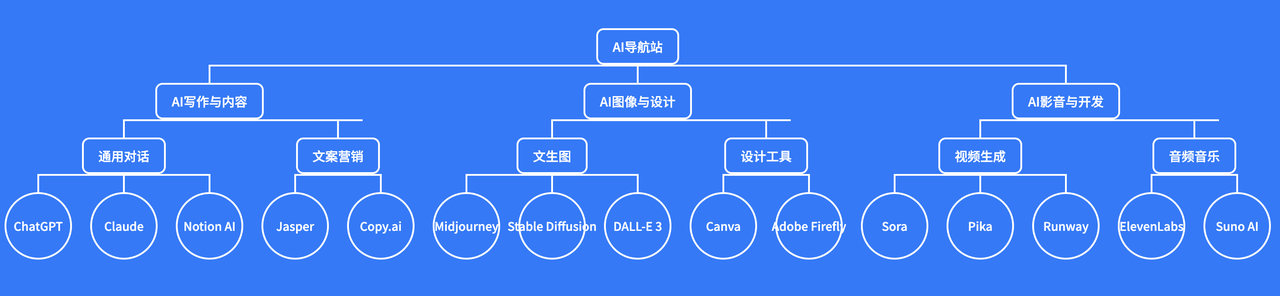 AI导航站
AI写作与内容
AI图像与设计
AI影音与开发
通用对话
文案营销
文生图
设计工具
视频生成
音频音乐
ChatGPT
Claude
Notion AI
Jasper
Copy.ai
Midjourney
Stable Diffusion
DALL-E 3
Canva
Adobe Firefly
Sora
Pika
Runway
ElevenLabs
Suno AI